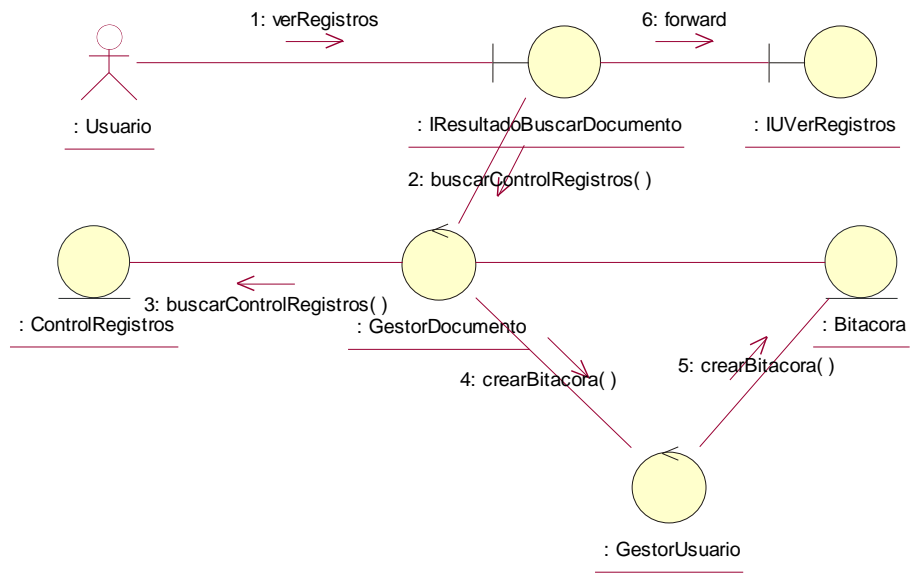 1: verRegistros
6: forward
: Usuario
: IResultadoBuscarDocumento
: IUVerRegistros
2: buscarControlRegistros( )
3: buscarControlRegistros( )
: ControlRegistros
: GestorDocumento
: Bitacora
4: crearBitacora( )
5: crearBitacora( )
: GestorUsuario